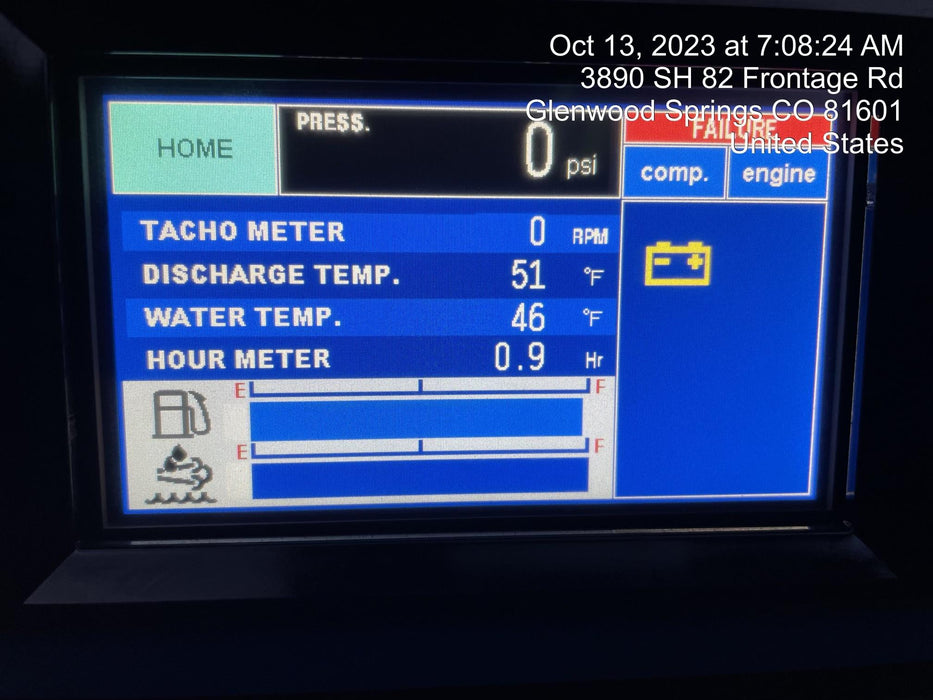 Oct 13, 2023 at 7:08:24 AM
3890 SH 82 Frontage Rd
Glenwood Springs CO 81601
United States
HOME
PRESS.
0 psi
FAILURE
comp. engine
TACHO METER 0 RPM
DISCHARGE TEMP. 51 °F
WATER TEMP. 46 °F
HOUR METER 0.9 Hr
E F
E F